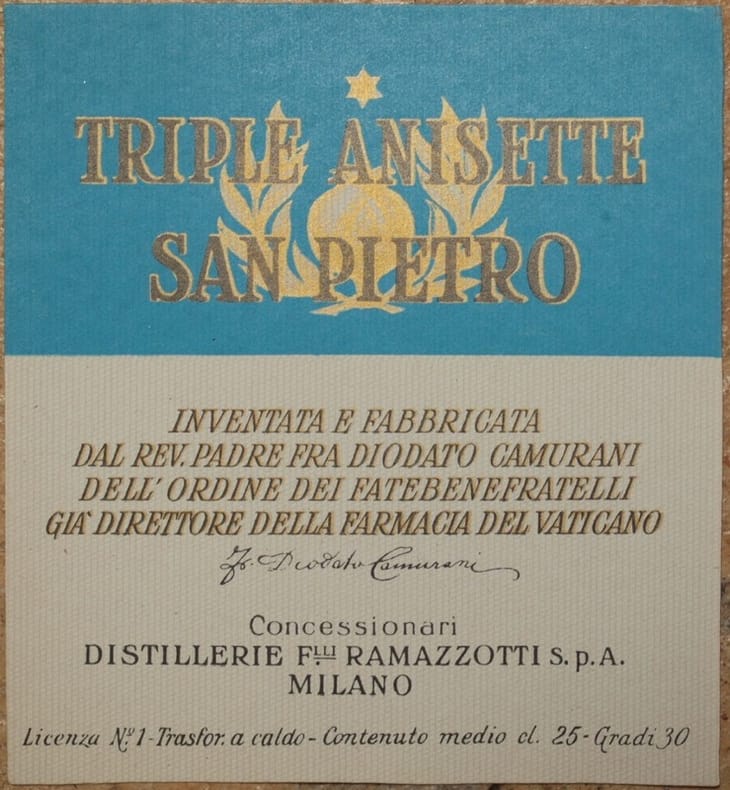 TRIPLE ANISETTE
SAN PIETRO
INVENTATA E FABBRICATA
DAL REV. PADRE FRA DIODATO CAMURANI
DELL' ORDINE DEI FATEBENEFRATELLI
GIA' DIRETTORE DELLA FARMACIA DEL VATICANO
Fr. Diodato Camurani
Concessionari
DISTILLERIE F.LLI RAMAZZOTTI S.p.A.
MILANO
Licenza N.º 1 - Trasfor. a caldo - Contenuto medio cl. 25 - Gradi 30